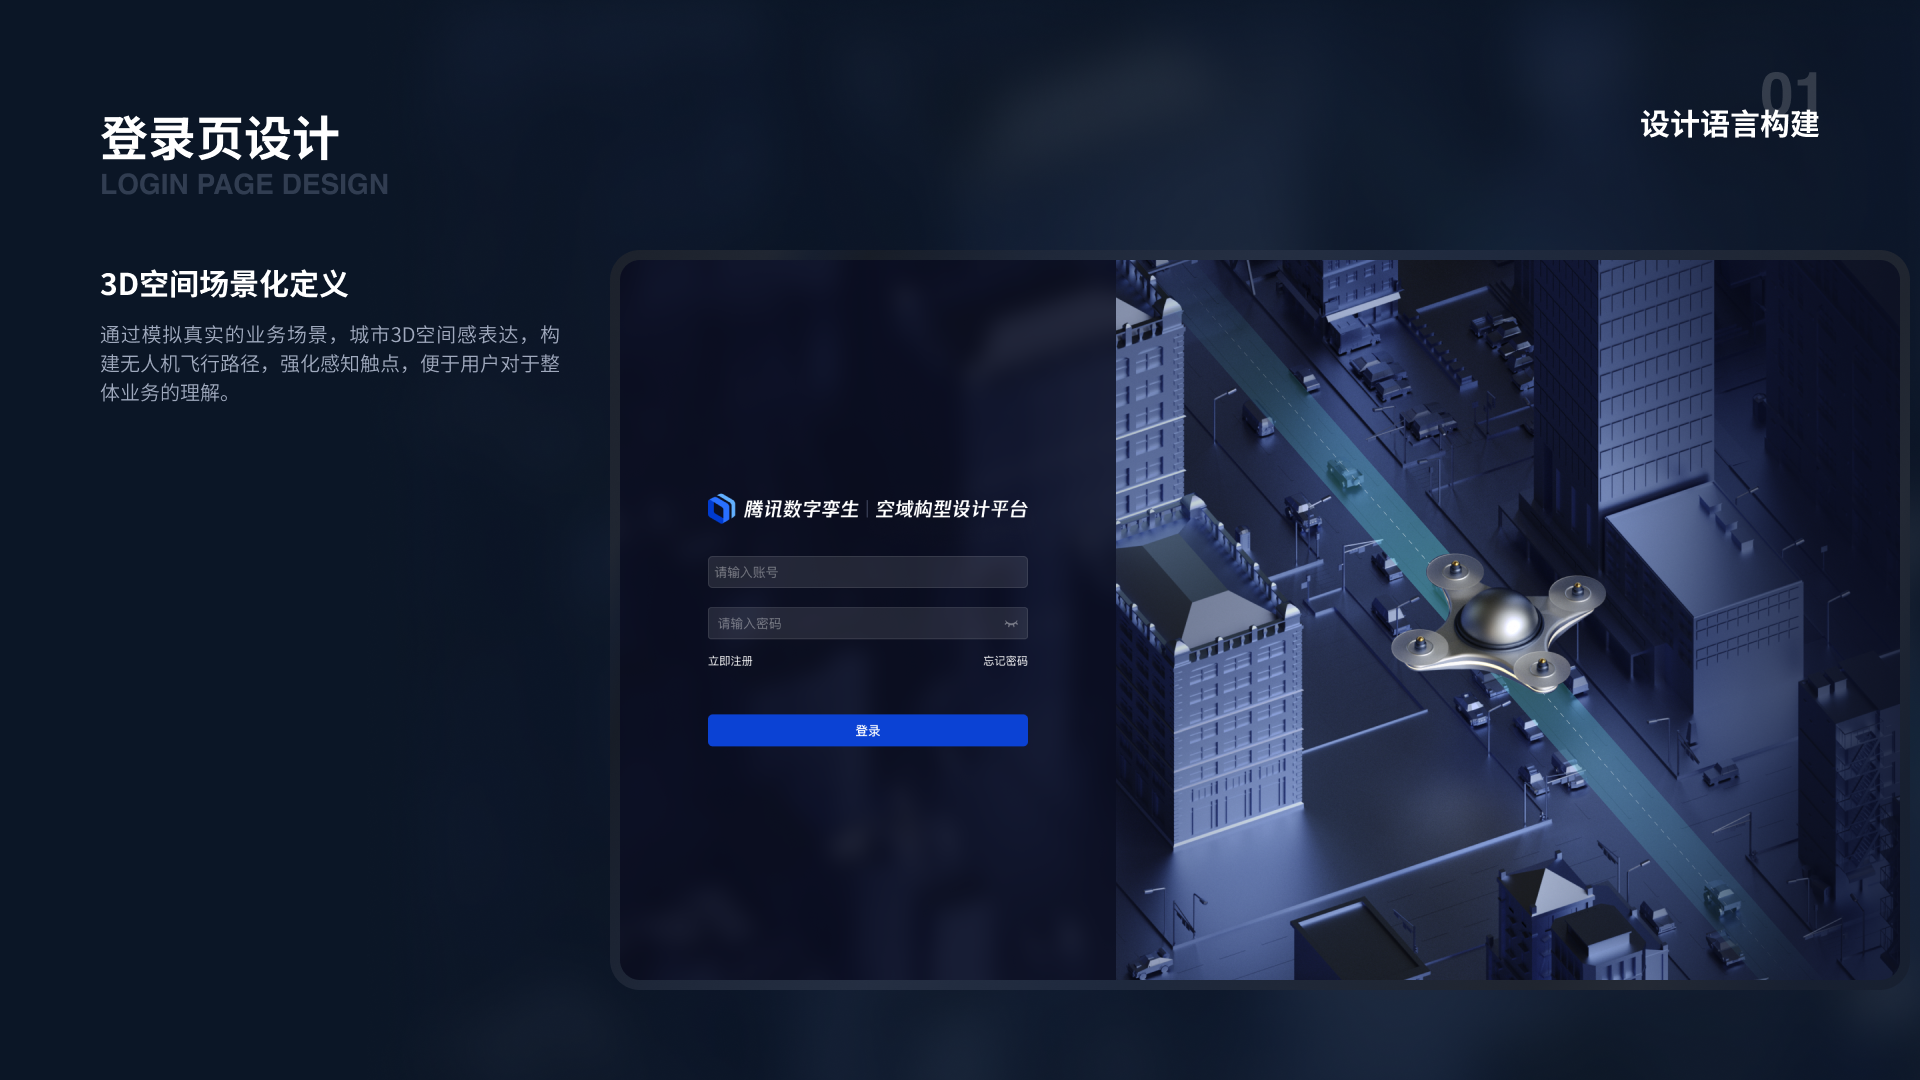 登录页设计
LOGIN PAGE DESIGN
01
设计语言构建
3D空间场景化定义
通过模拟真实的业务场景，城市3D空间感表达，构
建无人机飞行路径，强化感知触点，便于用户对于整
体业务的理解。
腾讯数字孪生 | 空域构型设计平台
请输入账号
请输入密码
立即注册 忘记密码
登录